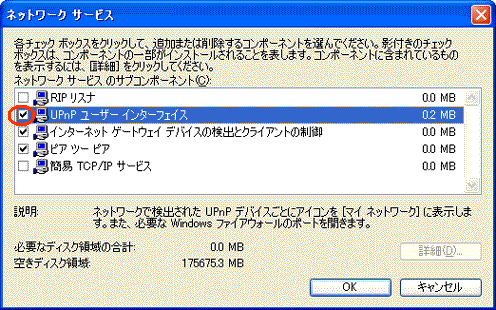 ネットワーク サービス
各チェック ボックスをクリックして、追加または削除するコンポーネントを選んでください。影付きのチェック
ボックスは、コンポーネントの一部がインストールされることを表します。コンポーネントに含まれているもの
を表示するには、[詳細] をクリックしてください。
ネットワーク サービス のサブコンポーネント(C):
RIP リスナ 0.0 MB
UPnP ユーザー インターフェイス 0.2 MB
インターネット ゲートウェイ デバイスの検出とクライアントの制御 0.0 MB
ピア ツー ピア 0.0 MB
簡易 TCP/IP サービス 0.0 MB
説明: ネットワークで検出された UPnP デバイスごとにアイコンを [マイ ネットワーク] に表示しま
す。また、必要な Windows ファイアウォールのポートを開きます。
必要なディスク領域の合計: 0.0 MB
空きディスク領域: 175675.3 MB
詳細(D)...
OK
キャンセル